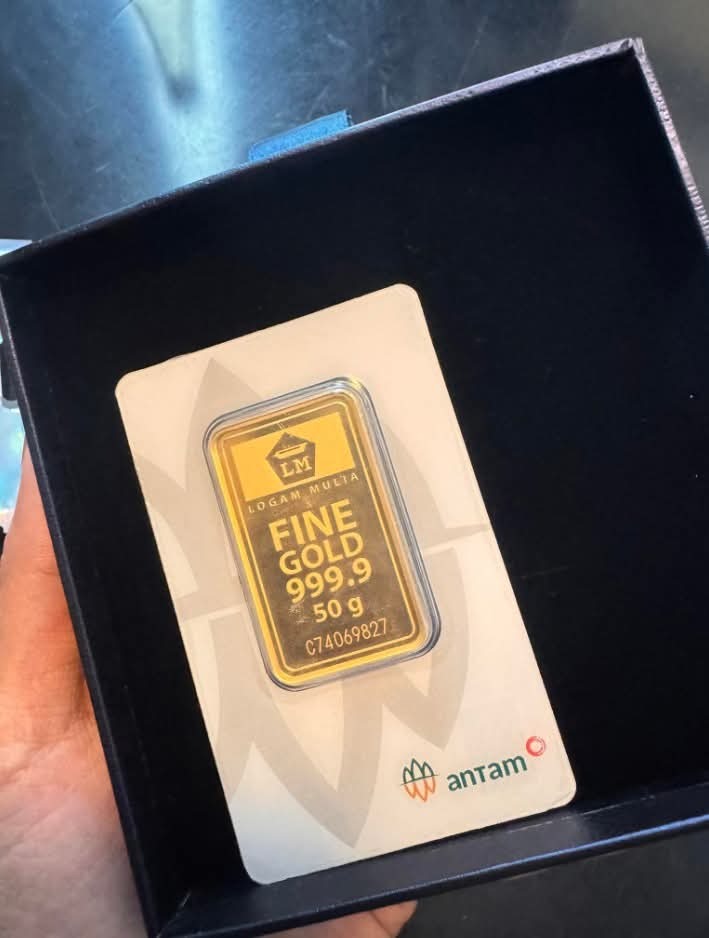 LM
LOGAM MULIA
FINE
GOLD
999.9
50 g
C74069827
antam